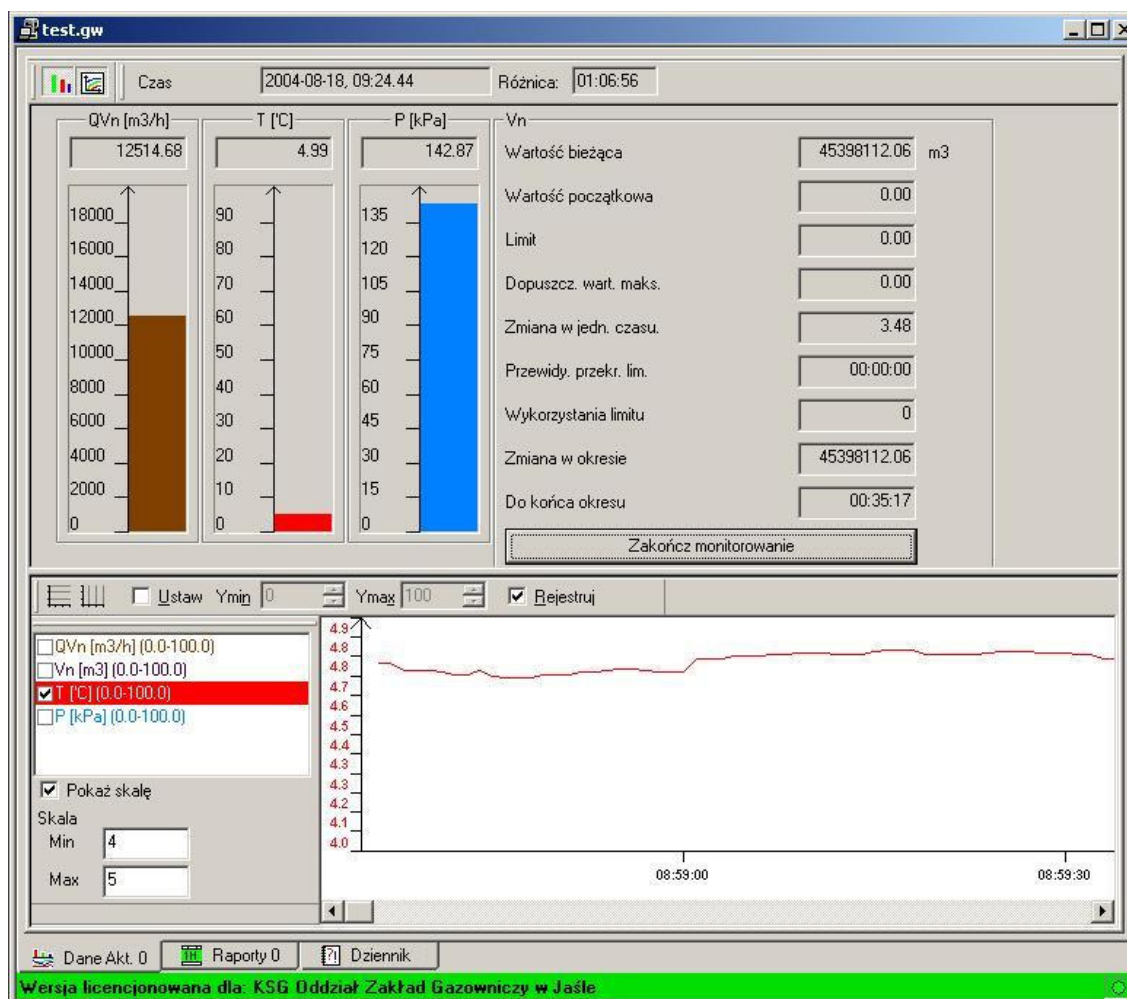 test.gw
Czas 2004-08-18, 09:24.44 Różnica: 01:06:56
QVn [m3/h] T ['C] P [kPa] Vn
12514.68 4.99 142.87
18000
16000
14000
12000
10000
8000
6000
4000
2000
0
90
80
70
60
50
40
30
20
10
0
135
120
105
90
75
60
45
30
15
0
Wartość bieżąca 45398112.06 m3
Wartość początkowa 0.00
Limit 0.00
Dopuszcz. wart. maks. 0.00
Zmiana w jedn. czasu. 3.48
Przewidy. przekr. lim. 00:00:00
Wykorzystania limitu 0
Zmiana w okresie 45398112.06
Do końca okresu 00:35:17
Zakończ monitorowanie
Ustaw Ymin 0 Ymax 100 Rejestruj
QVn [m3/h] (0.0-100.0)
Vn [m3] (0.0-100.0)
T ['C] (0.0-100.0)
P [kPa] (0.0-100.0)
Pokaż skalę
Skala
Min 4
Max 5
4.9
4.8
4.8
4.7
4.6
4.5
4.4
4.3
4.3
4.2
4.1
4.0
08:59:00 08:59:30
Dane Akt. 0 1H Raporty 0 Dziennik
Wersja licencjonowana dla: KSG Oddział Zakład Gazowniczy w Jaśle